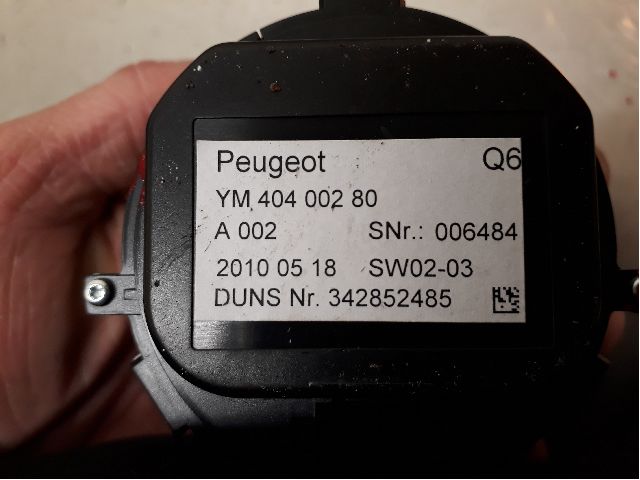 Peugeot Q6
YM 404 002 80
A 002 SNr.: 006484
2010 05 18 SW02-03
DUNS Nr. 342852485